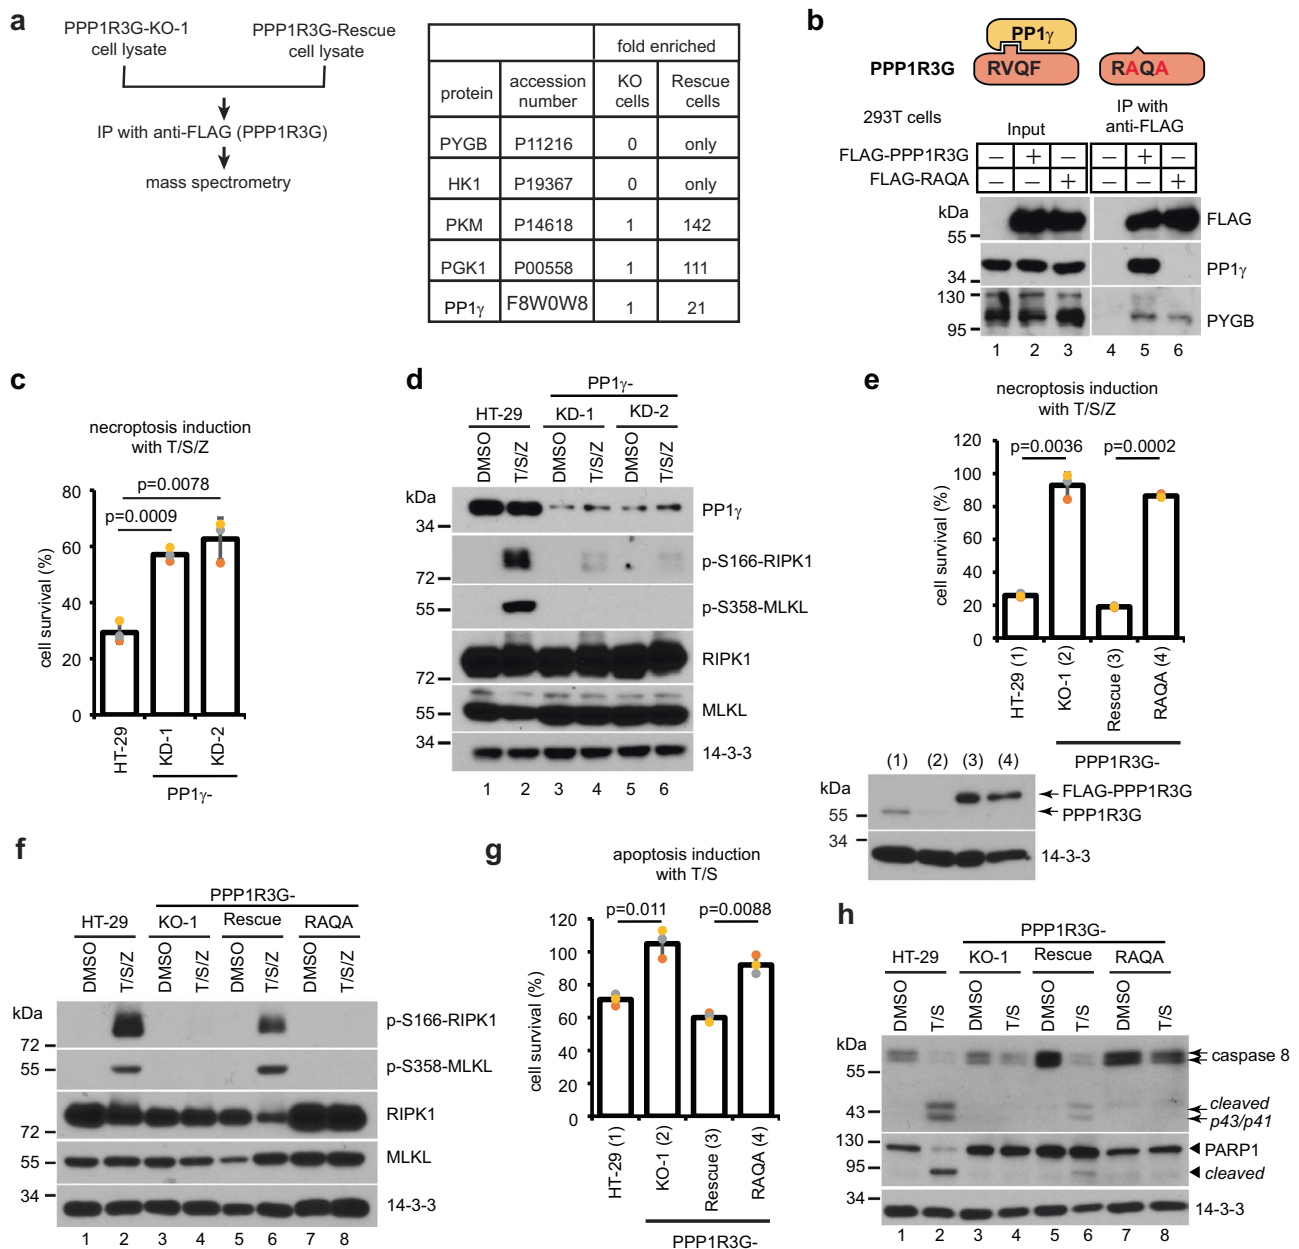 a
PPP1R3G-KO-1
cell lysate
PPP1R3G-Rescue
cell lysate
IP with anti-FLAG (PPP1R3G)
mass spectrometry
fold enriched
protein accession number KO cells Rescue cells
PYGB P11216 0 only
HK1 P19367 0 only
PKM P14618 1 142
PGK1 P00558 1 111
PP1γ F8W0W8 1 21
b
PP1γ
PPP1R3G RVQF RAQA
293T cells
Input
IP with
anti-FLAG
FLAG-PPP1R3G – + – – + –
FLAG-RAQA – – + – – +
kDa
55
FLAG
34
PP1γ
130
95
PYGB
1 2 3 4 5 6
c
necroptosis induction
with T/S/Z
p=0.0078
p=0.0009
cell survival (%)
80
60
40
20
0
HT-29 KD-1 KD-2
PP1γ-
d
PP1γ-
HT-29 KD-1 KD-2
DMSO T/S/Z DMSO T/S/Z DMSO T/S/Z
kDa
34
PP1γ
72
p-S166-RIPK1
55
p-S358-MLKL
72
RIPK1
55
MLKL
34
14-3-3
1 2 3 4 5 6
e
necroptosis induction
with T/S/Z
p=0.0036 p=0.0002
cell survival (%)
120
100
80
60
40
20
0
HT-29 (1) KO-1 (2) Rescue (3) RAQA (4)
PPP1R3G-
(1) (2) (3) (4)
kDa
55
FLAG-PPP1R3G
PPP1R3G
34
14-3-3
f
PPP1R3G-
HT-29 KO-1 Rescue RAQA
DMSO T/S/Z DMSO T/S/Z DMSO T/S/Z DMSO T/S/Z
kDa
72
p-S166-RIPK1
55
p-S358-MLKL
72
RIPK1
55
MLKL
34
14-3-3
1 2 3 4 5 6 7 8
g
apoptosis induction
with T/S
p=0.011 p=0.0088
cell survival (%)
120
100
80
60
40
20
0
HT-29 (1) KO-1 (2) Rescue (3) RAQA (4)
PPP1R3G-
h
PPP1R3G-
HT-29 KO-1 Rescue RAQA
DMSO T/S DMSO T/S DMSO T/S DMSO T/S
kDa
55
caspase 8
43
cleaved
p43/p41
130
PARP1
95
cleaved
34
14-3-3
1 2 3 4 5 6 7 8